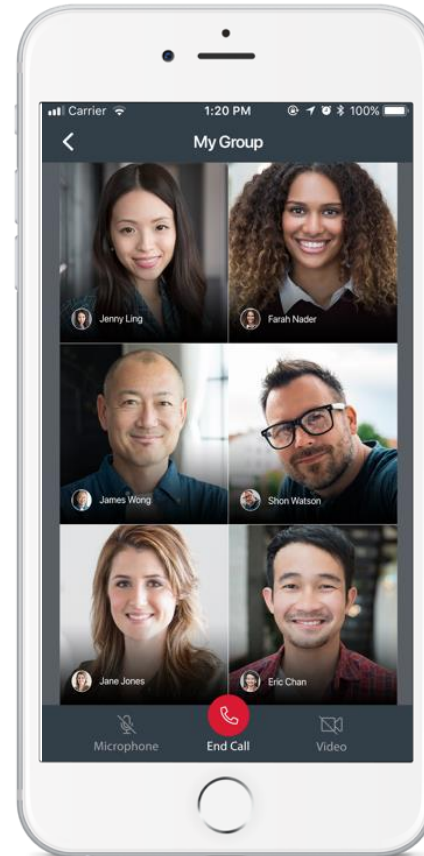 Carrier 1:20 PM 100%
My Group
Jenny Ling Farah Nader
James Wong Shon Watson
Jane Jones Eric Chan
Microphone End Call Video